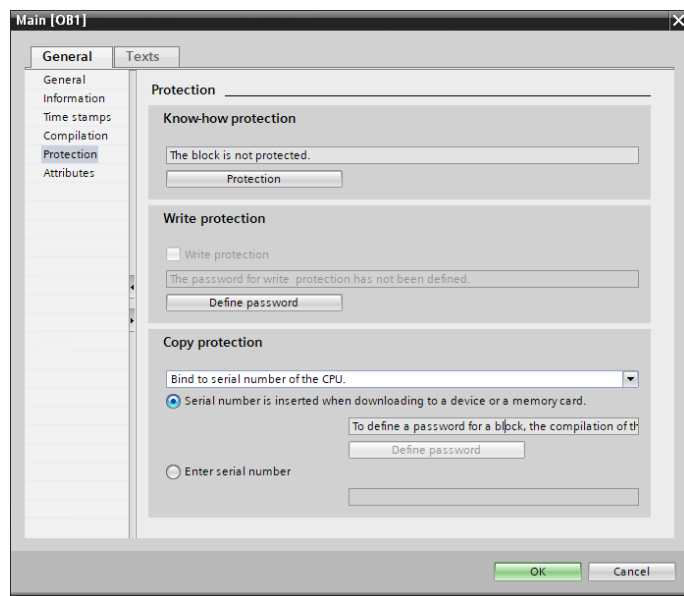 Main [OB1]
General Texts
General
Information
Time stamps
Compilation
Protection
Attributes
Protection
Know-how protection
The block is not protected.
Protection
Write protection
Write protection
The password for write protection has not been defined.
Define password
Copy protection
Bind to serial number of the CPU.
Serial number is inserted when downloading to a device or a memory card.
To define a password for a block, the compilation of th
Define password
Enter serial number
OK Cancel